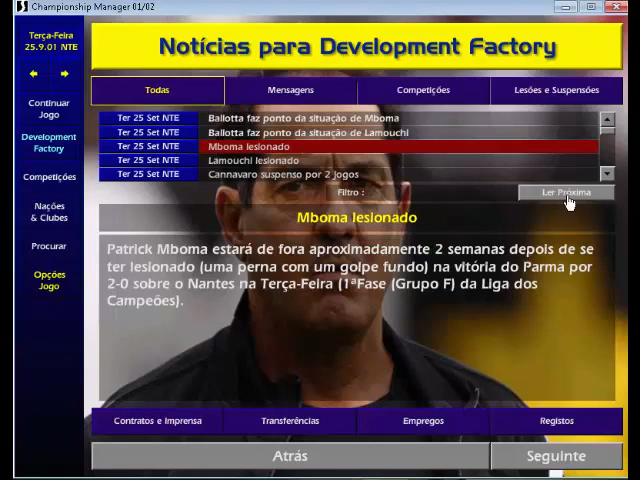 Championship Manager 01/02
Terça-Feira
25.9.01 NTE
Notícias para Development Factory
Todas
Mensagens
Competições
Lesões e Suspensões
Continuar
Jogo
Development
Factory
Competições
Nações
& Clubes
Procurar
Opções
Jogo
Ter 25 Set NTE Ballotta faz ponto da situação de Mboma
Ter 25 Set NTE Ballotta faz ponto da situação de Lamouchi
Ter 25 Set NTE Mboma lesionado
Ter 25 Set NTE Lamouchi lesionado
Ter 25 Set NTE Cannavaro suspenso por 2 jogos
Filtro :
Ler Próxima
Mboma lesionado
Patrick Mboma estará de fora aproximadamente 2 semanas depois de se
ter lesionado (uma perna com um golpe fundo) na vitória do Parma por
2-0 sobre o Nantes na Terça-Feira (1ªFase (Grupo F) da Liga dos
Campeões).
Contratos e Imprensa
Transferências
Empregos
Registos
Atrás
Seguinte